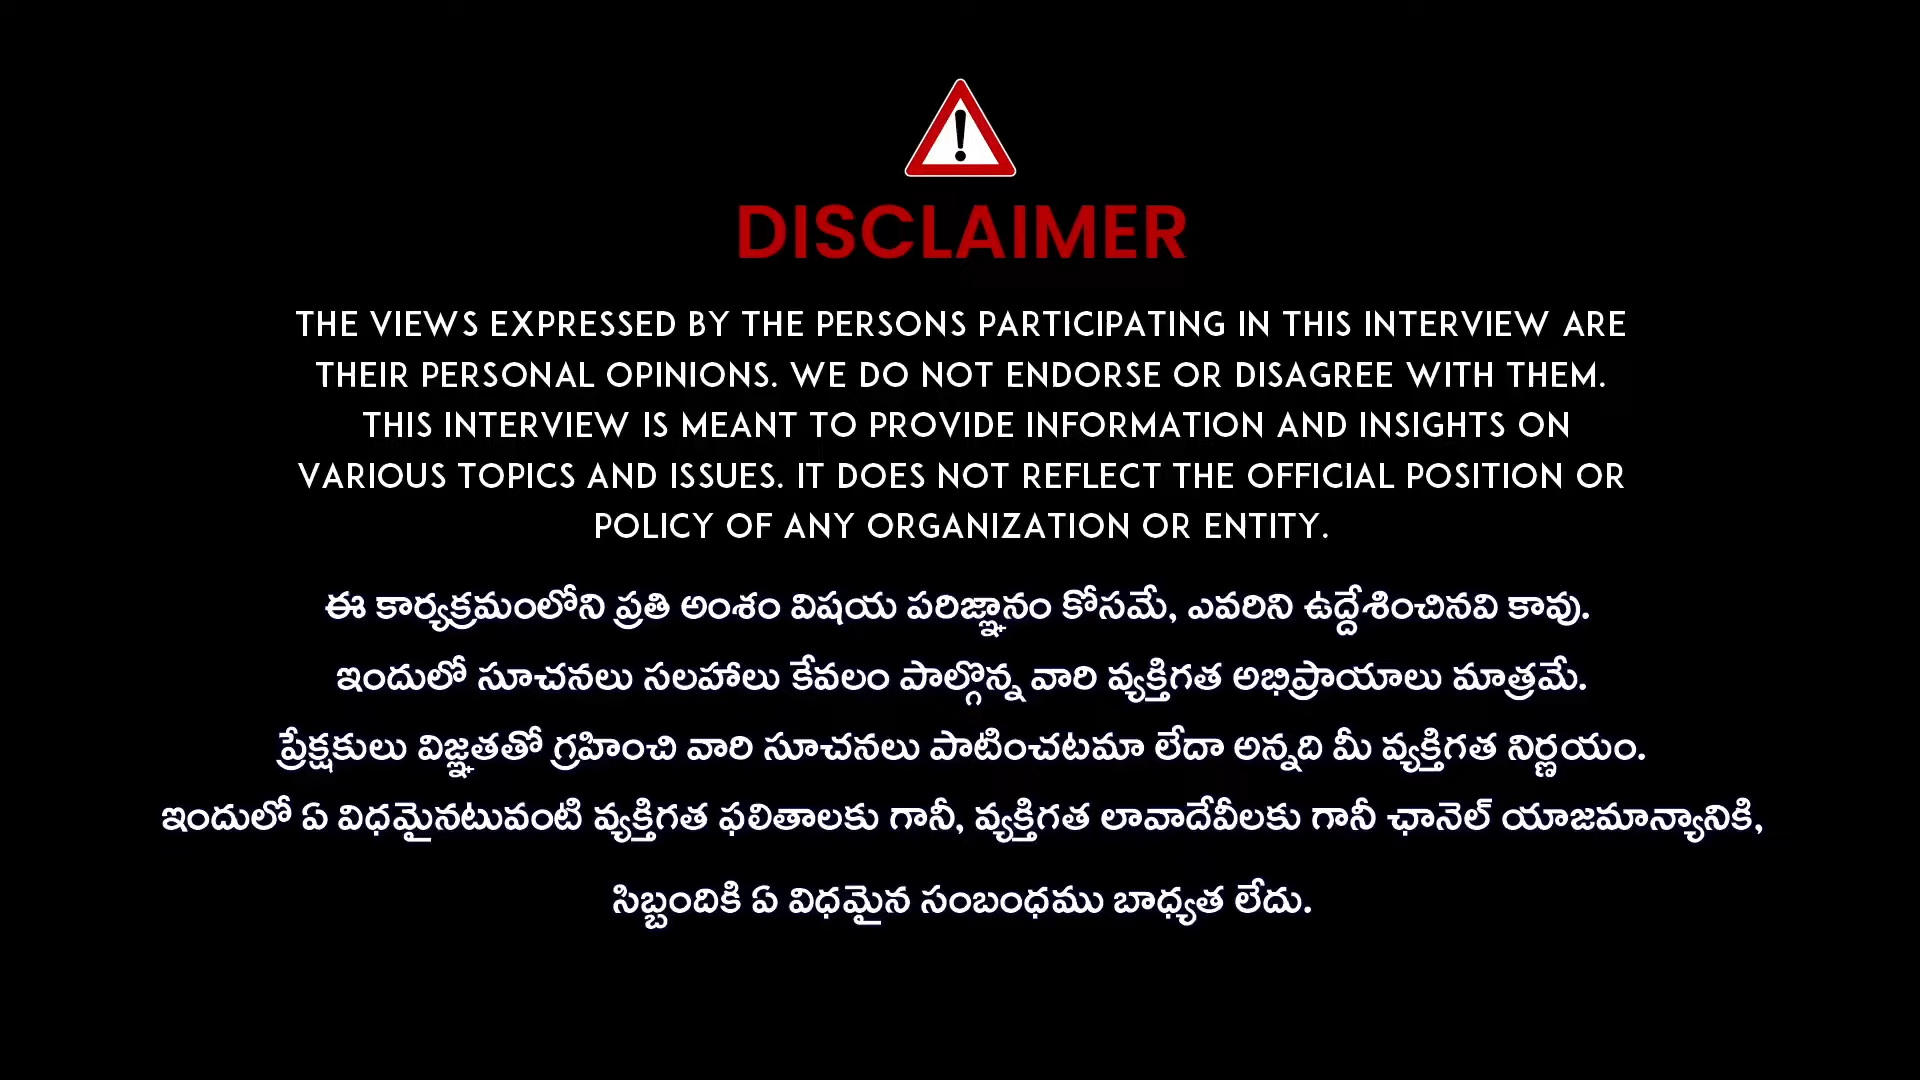 DISCLAIMER
THE VIEWS EXPRESSED BY THE PERSONS PARTICIPATING IN THIS INTERVIEW ARE
THEIR PERSONAL OPINIONS. WE DO NOT ENDORSE OR DISAGREE WITH THEM.
THIS INTERVIEW IS MEANT TO PROVIDE INFORMATION AND INSIGHTS ON
VARIOUS TOPICS AND ISSUES. IT DOES NOT REFLECT THE OFFICIAL POSITION OR
POLICY OF ANY ORGANIZATION OR ENTITY.
ఈ కార్యక్రమంలోని ప్రతి అంశం విషయ పరిజ్ఞానం కోసమే, ఎవరిని ఉద్దేశించినవి కావు.
ఇందులో సూచనలు సలహాలు కేవలం పాల్గొన్న వారి వ్యక్తిగత అభిప్రాయాలు మాత్రమే.
ప్రేక్షకులు విజ్ఞతతో గ్రహించి వారి సూచనలు పాటించటమా లేదా అన్నది మీ వ్యక్తిగత నిర్ణయం.
ఇందులో ఏ విధమైనటువంటి వ్యక్తిగత ఫలితాలకు గానీ, వ్యక్తిగత లావాదేవీలకు గానీ ఛానెల్ యాజమాన్యానికి,
సిబ్బందికి ఏ విధమైన సంబంధము బాధ్యత లేదు.